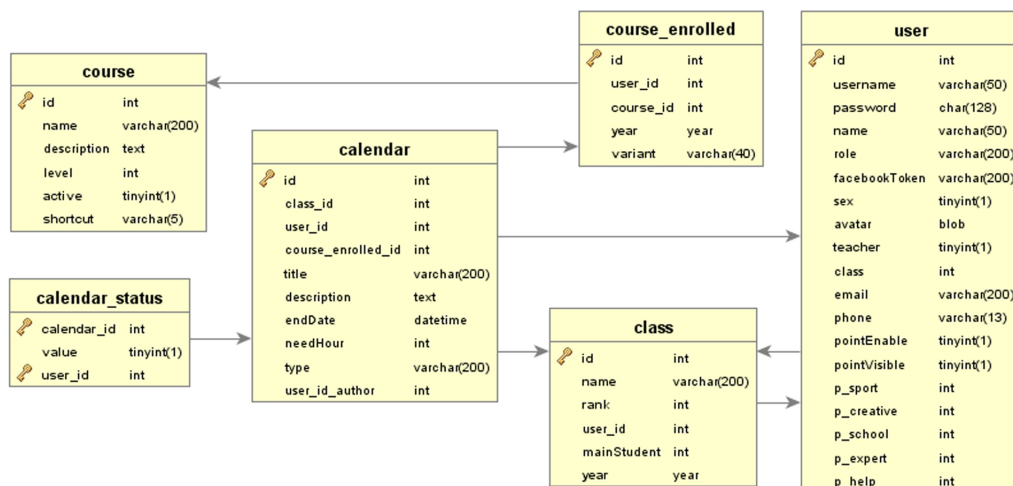 course
id int
name varchar(200)
description text
level int
active tinyint(1)
shortcut varchar(5)
calendar_status
calendar_id int
value tinyint(1)
user_id int
calendar
id int
class_id int
user_id int
course_enrolled_id int
title varchar(200)
description text
endDate datetime
needHour int
type varchar(200)
user_id_author int
course_enrolled
id int
user_id int
course_id int
year year
variant varchar(40)
class
id int
name varchar(200)
rank int
user_id int
mainStudent int
year year
user
id int
username varchar(50)
password char(128)
name varchar(50)
role varchar(200)
facebookToken varchar(200)
sex tinyint(1)
avatar blob
teacher tinyint(1)
class int
email varchar(200)
phone varchar(13)
pointEnable tinyint(1)
pointVisible tinyint(1)
p_sport int
p_creative int
p_school int
p_expert int
p_help int